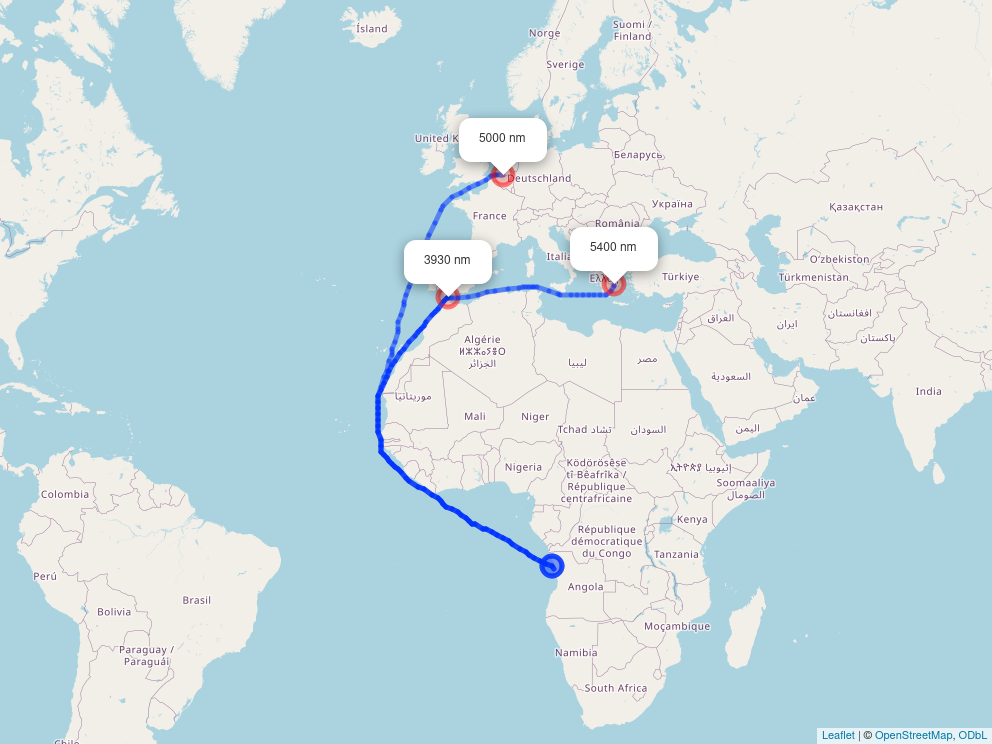 Ísland
Norge
Suomi /
Finland
Sverige
United K
5000 nm
Беларусь
Deutschland
Україна
France
România
Қазақстан
3930 nm
Itali
5400 nm
Ελλ
Türkiye
O'zbekiston
Türkmenistan
افغانستان
العراق
ایران
پاکستان
Algérie
ⵍⵣⵣⴰⵢⴻⵔ
الجزائر
ليبيا
مصر
السعودية
India
موريتانيا
عمان
Mali
Niger
Tchad تشاد
السودان
اليمن
Nigeria
Ködörösêse
tî Bêafrîka /
République
centrafricaine
ኢትዮጵያ إثيوبيا
Soomaaliya
الصومال
Colombia
Kenya
République
démocratique
du Congo
Tanzania
Perú
Angola
Brasil
Bolivia
Moçambique
Paraguay /
Paraguái
Namibia
South Africa
Chile
Leaflet | © OpenStreetMap, ODbL